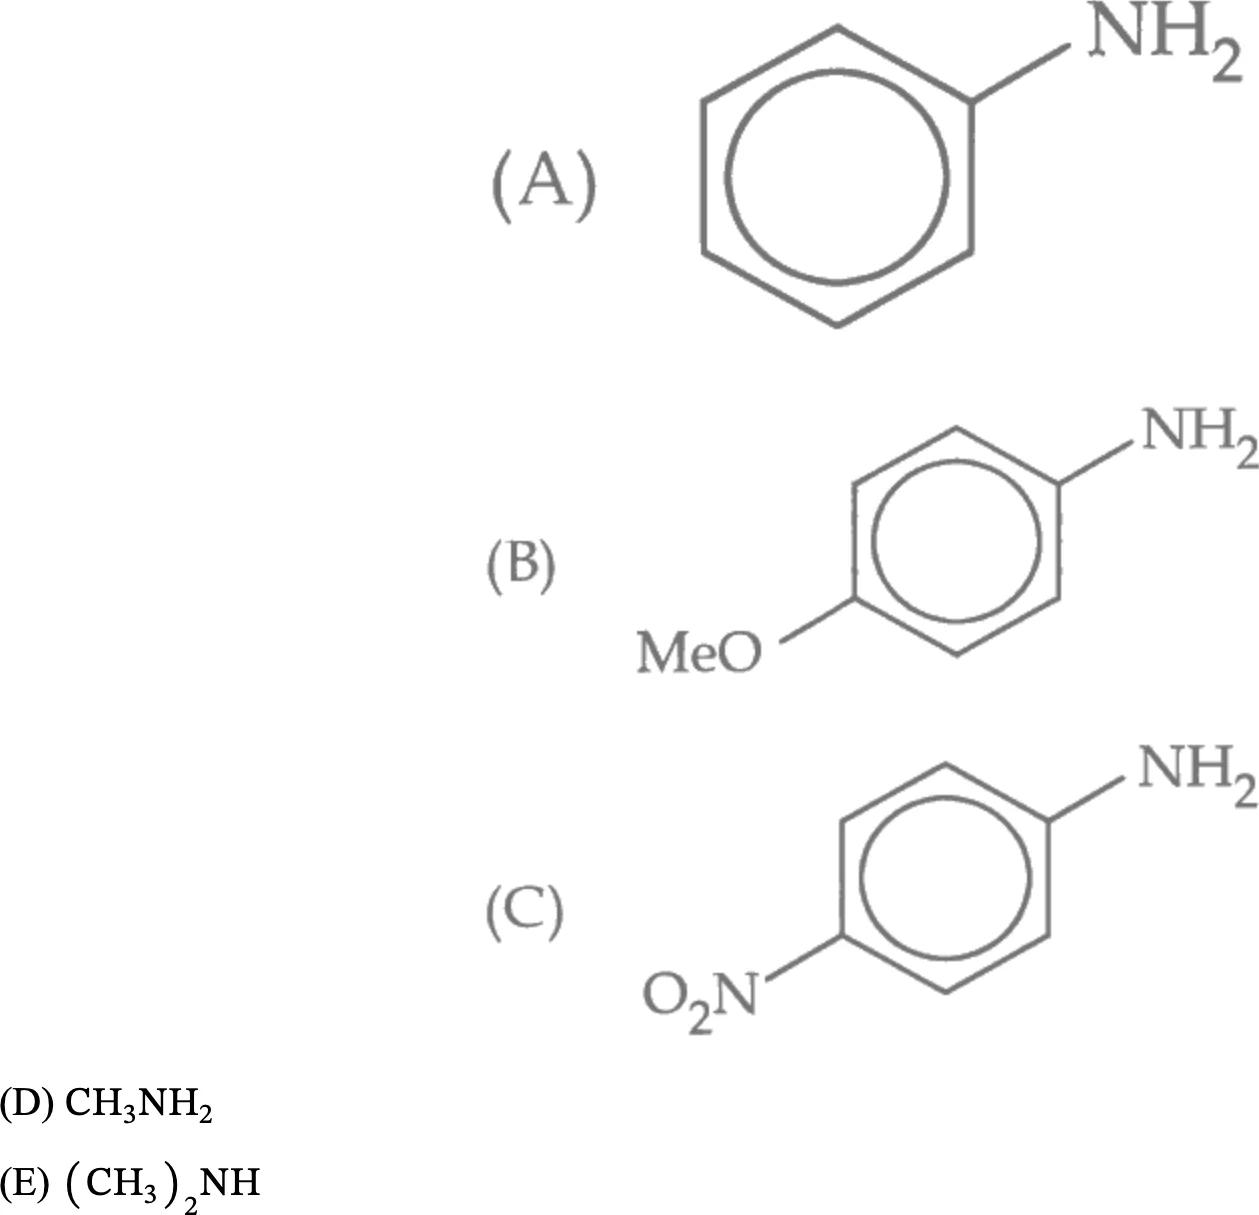 NH₂
(A)
NH₂
(B)
MeO
NH₂
(C)
O₂N
(D) CH₃NH₂
(E) (CH₃)₂NH